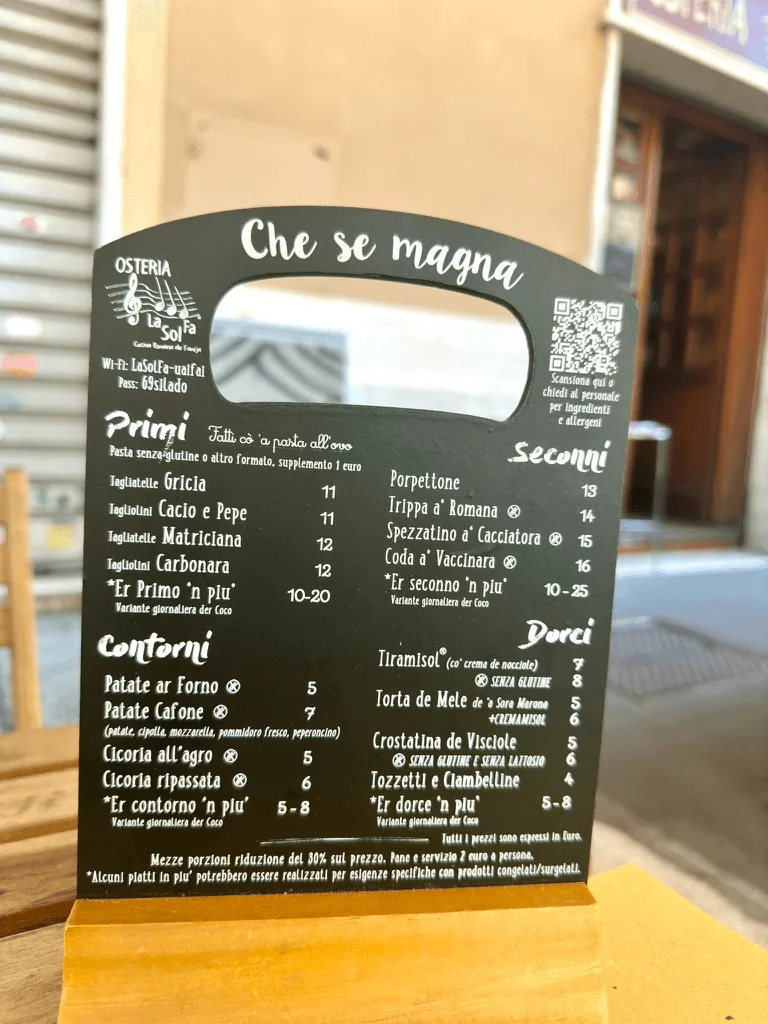 OSTERIA
Che se magna
OSTERIA
La Sol Fa
Cucina Romana de Famija
Wi-Fi: LaSolFa-uaifai
Pass: 69silado
Scansiona qui o
chiedi al personale
per ingredienti
e allergeni
Primi Fatti cò 'a pasta all'ovo
Pasta senza glutine o altro formato, supplemento 1 euro
Tagliatelle Gricia 11
Tagliolini Cacio e Pepe 11
Tagliatelle Matriciana 12
Tagliolini Carbonara 12
*Er Primo 'n piu' 10-20
Variante giornaliera der Coco
Seconni
Porpettone 13
Trippa a' Romana 14
Spezzatino a' Cacciatora 15
Coda a' Vaccinara 16
*Er seconno 'n piu' 10-25
Variante giornaliera der Coco
Contorni
Patate ar Forno 5
Patate Cafone 7
(patate, cipolla, mozzarella, pommidoro fresco, peperoncino)
Cicoria all'agro 5
Cicoria ripassata 6
*Er contorno 'n piu' 5-8
Variante giornaliera der Coco
Dorci
Tiramisol® (co' crema de nocciole) 7
SENZA GLUTINE 8
Torta de Mele de 'a Sora Marona 5
+CREMAMISOL 6
Crostatina de Visciole 5
SENZA GLUTINE E SENZA LATTOSIO 6
Tozzetti e Ciambelline 4
*Er dorce 'n piu' 5-8
Variante giornaliera der Coco
Tutti i prezzi sono espressi in Euro.
Mezze porzioni riduzione del 30% sul prezzo. Pane e servizio 2 euro a persona.
*Alcuni piatti in piu' potrebbero essere realizzati per esigenze specifiche con prodotti congelati/surgelati.